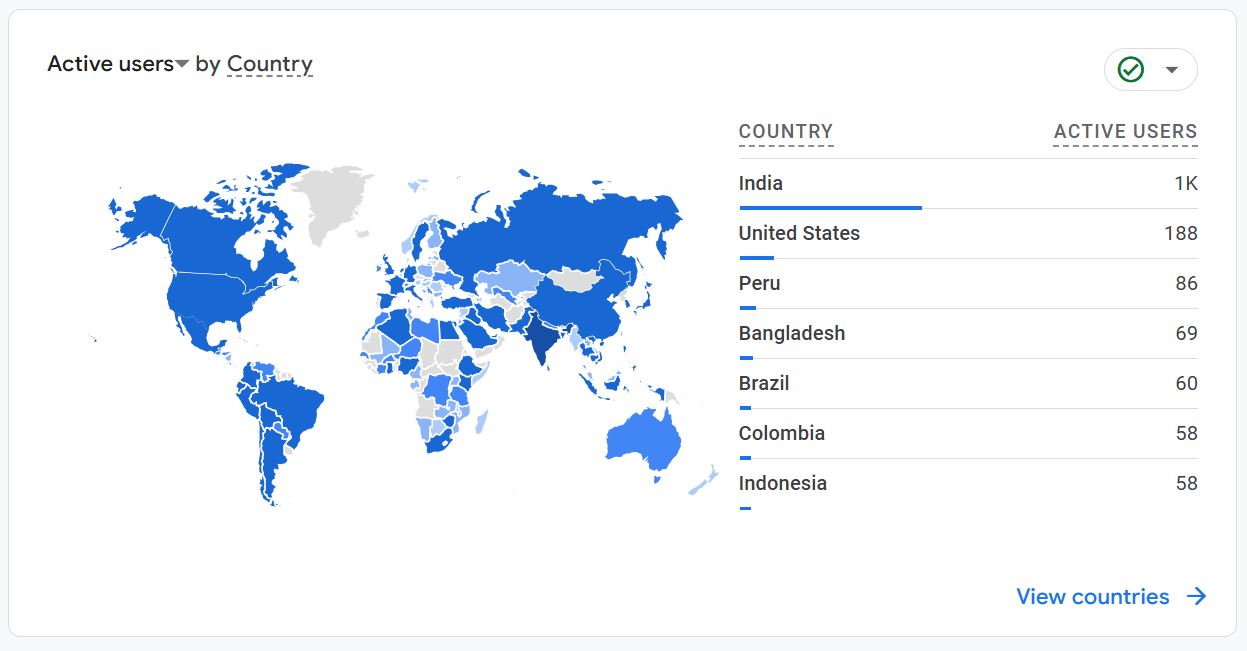 Active users by Country
COUNTRY ACTIVE USERS
India 1K
United States 188
Peru 86
Bangladesh 69
Brazil 60
Colombia 58
Indonesia 58
View countries